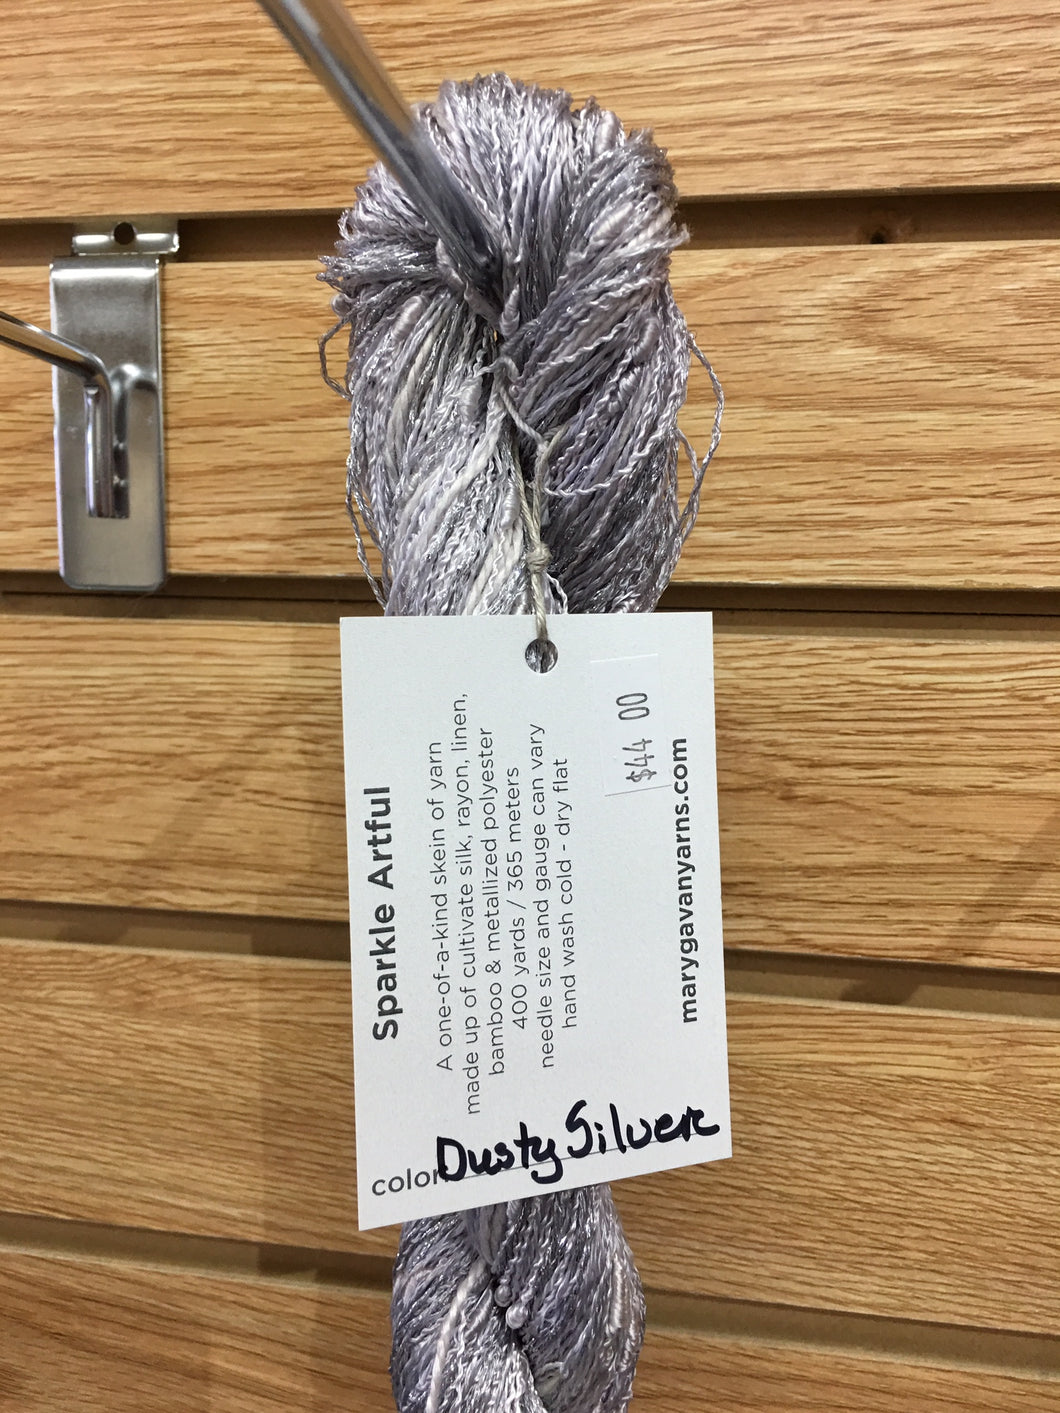 Sparkle Artful
A one-of-a-kind skein of yarn
made up of cultivate silk, rayon, linen,
bamboo & metallized polyester
400 yards / 365 meters
needle size and gauge can vary
hand wash cold - dry flat
$44 00
marygavanyarns.com
color Dusty Silver